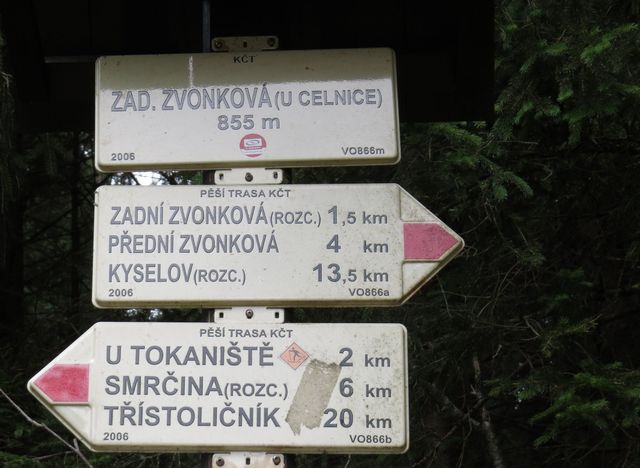 KČT
ZAD. ZVONKOVÁ (U CELNICE)
855 m
2006 VO866m
PĚŠÍ TRASA KČT
ZADNÍ ZVONKOVÁ (ROZC.) 1,5 km
PŘEDNÍ ZVONKOVÁ 4 km
KYSELOV (ROZC.) 13,5 km
2006 VO866a
PĚŠÍ TRASA KČT
U TOKANIŠTĚ 2 km
SMRČINA (ROZC.) 6 km
TŘÍSTOLIČNÍK 20 km
2006 VO866b